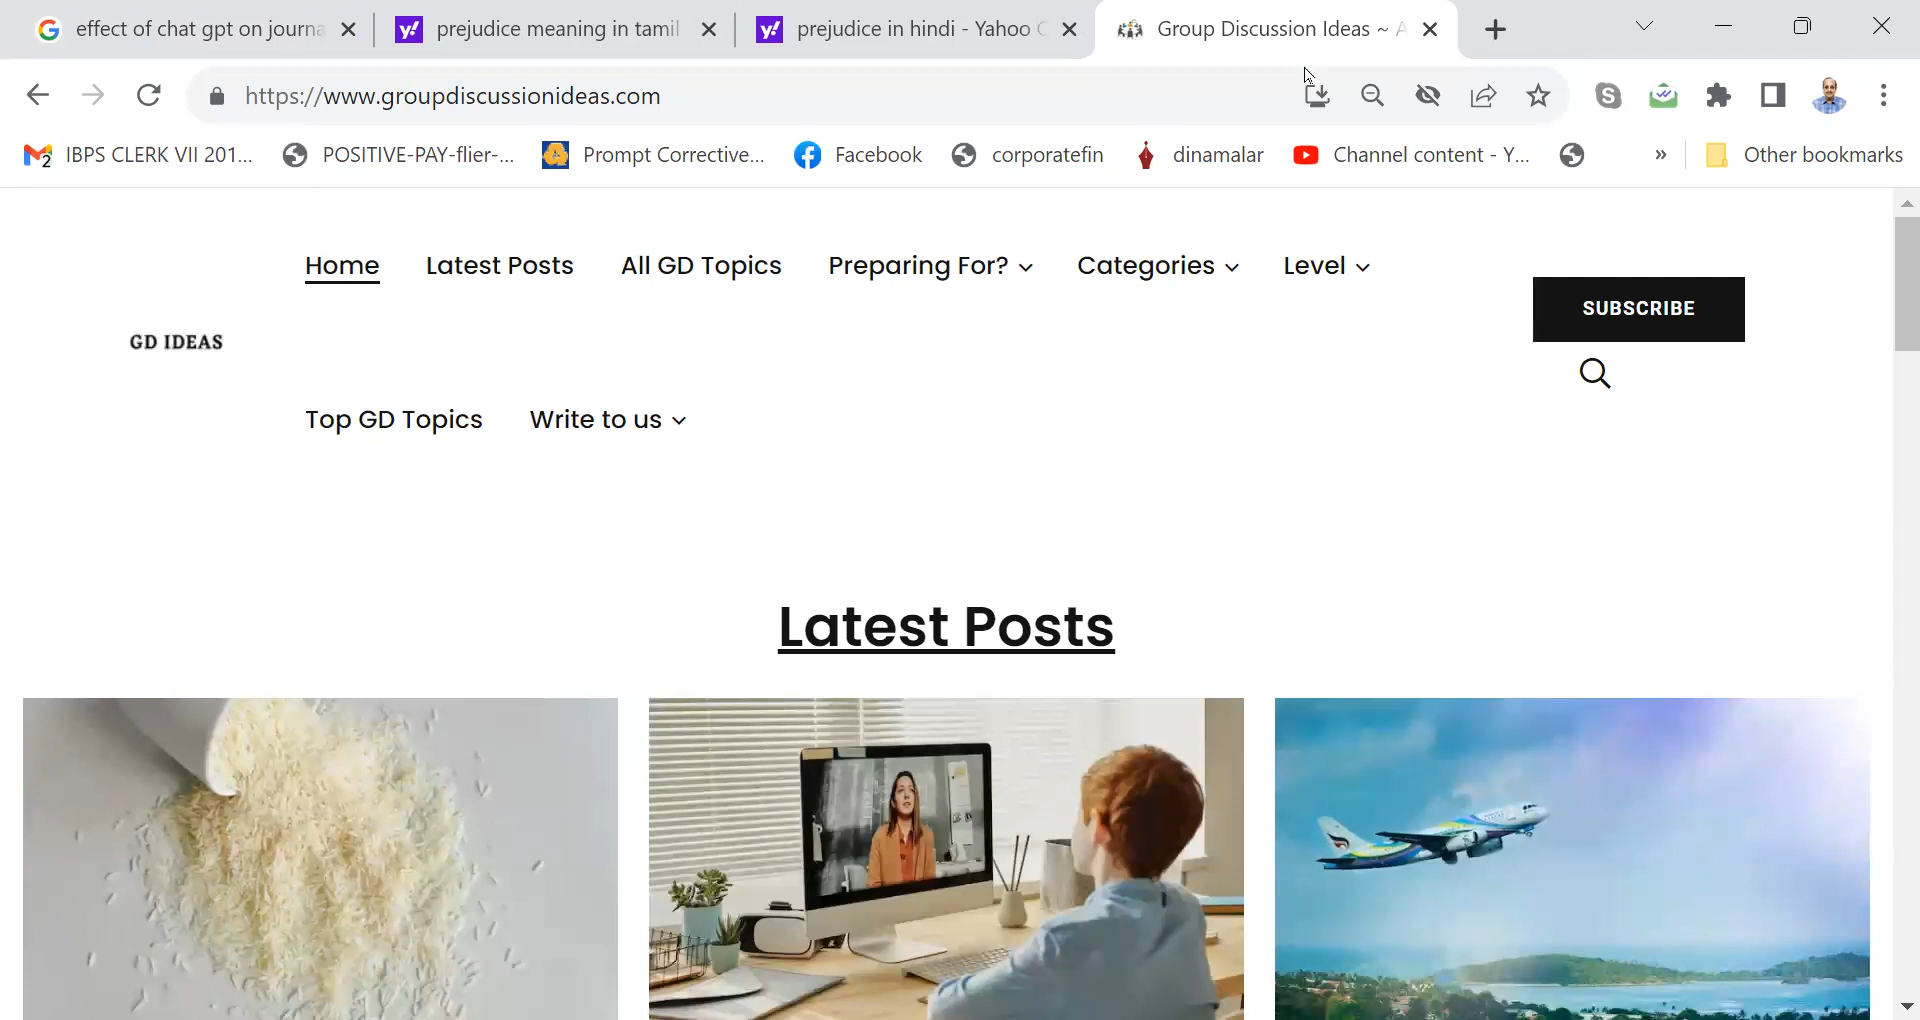 effect of chat gpt on journa
prejudice meaning in tamil
prejudice in hindi - Yahoo
Group Discussion Ideas ~ A
https://www.groupdiscussionideas.com
IBPS CLERK VII 201...
POSITIVE-PAY-flier-...
Prompt Corrective...
Facebook
corporatefin
dinamalar
Channel content - Y...
»
Other bookmarks
Home
Latest Posts
All GD Topics
Preparing For?
Categories
Level
SUBSCRIBE
GD IDEAS
Top GD Topics
Write to us
Latest Posts